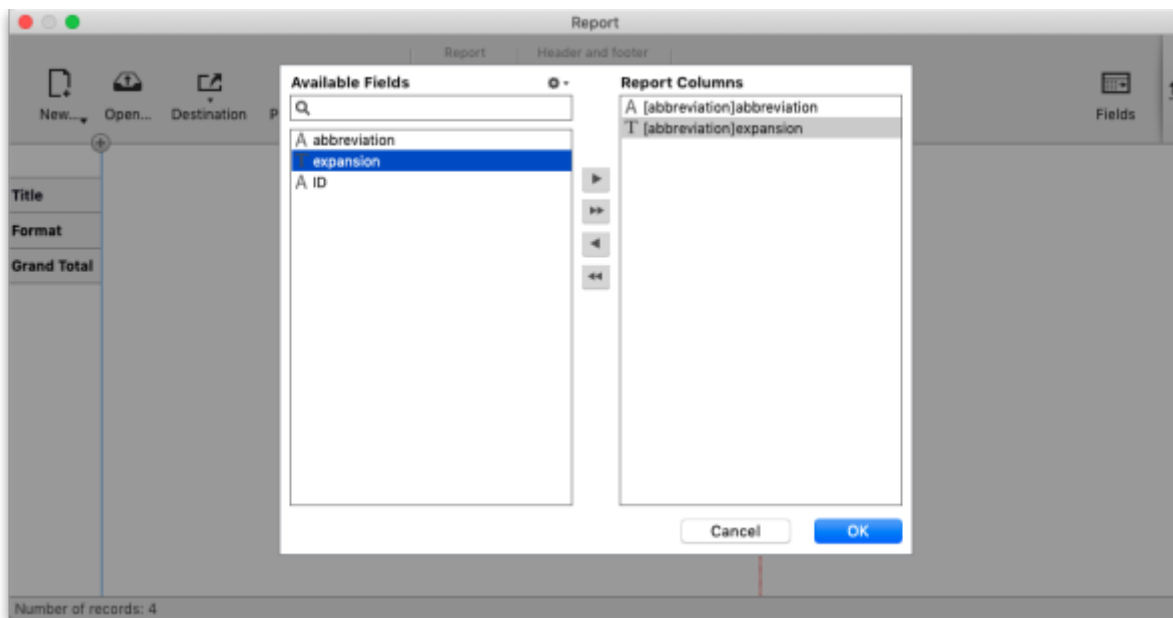 Report
Report Header and footer
New... Open... Destination P
Fields
Available Fields
abbreviation
expansion
ID
Report Columns
[abbreviation]abbreviation
[abbreviation]expansion
Title
Format
Grand Total
Cancel OK
Number of records: 4